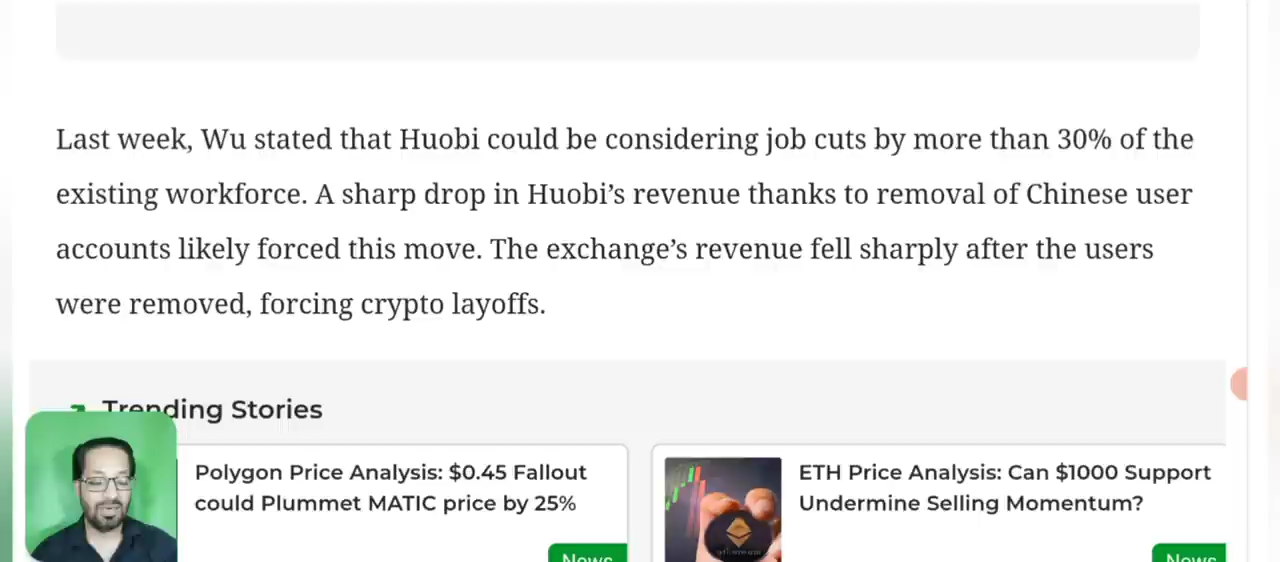 Last week, Wu stated that Huobi could be considering job cuts by more than 30% of the
existing workforce. A sharp drop in Huobi’s revenue thanks to removal of Chinese user
accounts likely forced this move. The exchange’s revenue fell sharply after the users
were removed, forcing crypto layoffs.
Trending Stories
Polygon Price Analysis: $0.45 Fallout
could Plummet MATIC price by 25%
News
ETH Price Analysis: Can $1000 Support
Undermine Selling Momentum?
News